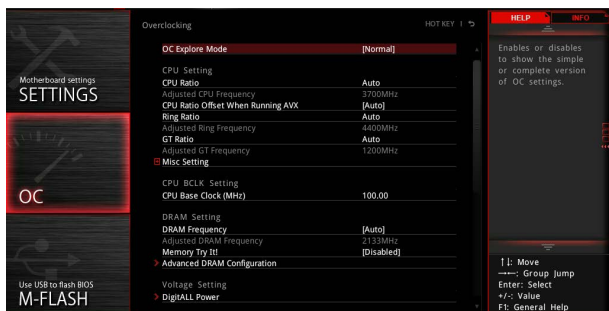 Overclocking
HOT KEY |
HELP
INFO
Motherboard settings
SETTINGS
OC
Use USB to flash BIOS
M-FLASH
OC Explore Mode [Normal]
CPU Setting
CPU Ratio Auto
Adjusted CPU Frequency 3700MHz
CPU Ratio Offset When Running AVX [Auto]
Ring Ratio Auto
Adjusted Ring Frequency 4400MHz
GT Ratio Auto
Adjusted GT Frequency 1200MHz
Misc Setting
CPU BCLK Setting
CPU Base Clock (MHz) 100.00
DRAM Setting
DRAM Frequency [Auto]
Adjusted DRAM Frequency 2133MHz
Memory Try It! [Disabled]
Advanced DRAM Configuration
Voltage Setting
DigitALL Power
Enables or disables
to show the simple
or complete version
of OC settings.
↑↓: Move
→←: Group Jump
Enter: Select
+/-: Value
F1: General Help